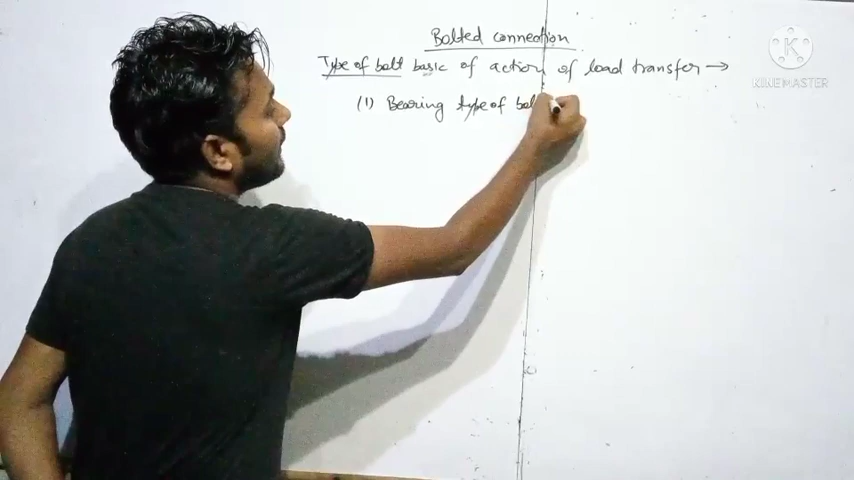 Bolted connection
Type of bolt basic of action of load transfer →
(1) Bearing type of bol
K
KINEMASTER